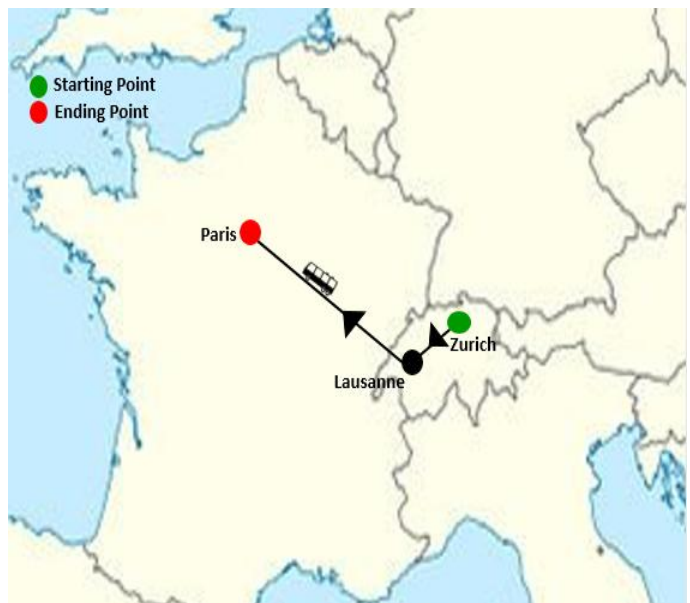 Starting Point
Ending Point
Paris
Zurich
Lausanne